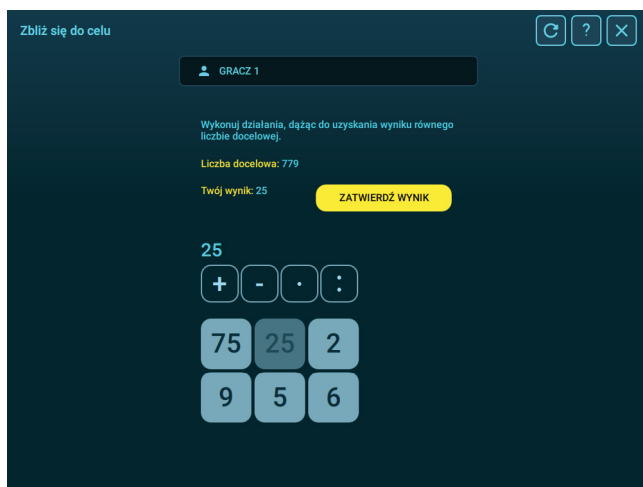 Zbliż się do celu
?
GRACZ 1
Wykonuj działania, dążąc do uzyskania wyniku równego
liczbie docelowej.
Liczba docelowa: 779
Twój wynik: 25
ZATWIERDŹ WYNIK
25
+ - · :
75 25 2
9 5 6